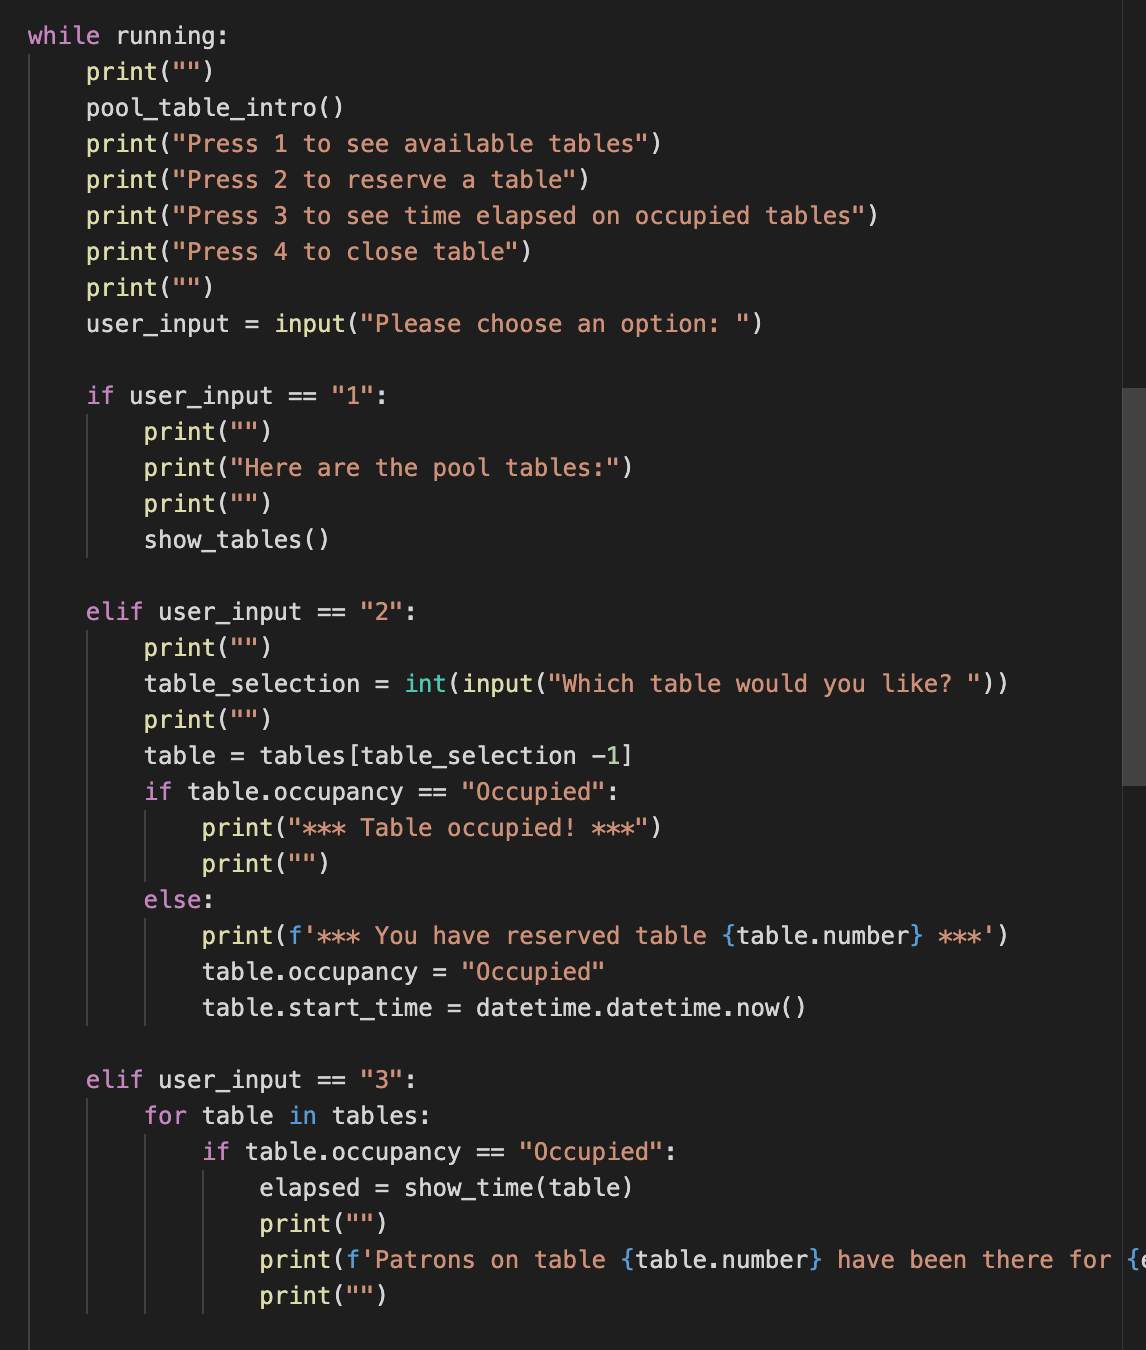 while running:
    print("")
    pool_table_intro()
    print("Press 1 to see available tables")
    print("Press 2 to reserve a table")
    print("Press 3 to see time elapsed on occupied tables")
    print("Press 4 to close table")
    print("")
    user_input = input("Please choose an option: ")

    if user_input == "1":
        print("")
        print("Here are the pool tables:")
        print("")
        show_tables()

    elif user_input == "2":
        print("")
        table_selection = int(input("Which table would you like? "))
        print("")
        table = tables[table_selection -1]
        if table.occupancy == "Occupied":
            print("*** Table occupied! ***")
            print("")
        else:
            print(f'*** You have reserved table {table.number} ***')
            table.occupancy = "Occupied"
            table.start_time = datetime.datetime.now()

    elif user_input == "3":
        for table in tables:
            if table.occupancy == "Occupied":
                elapsed = show_time(table)
                print("")
                print(f'Patrons on table {table.number} have been there for {
                print("")